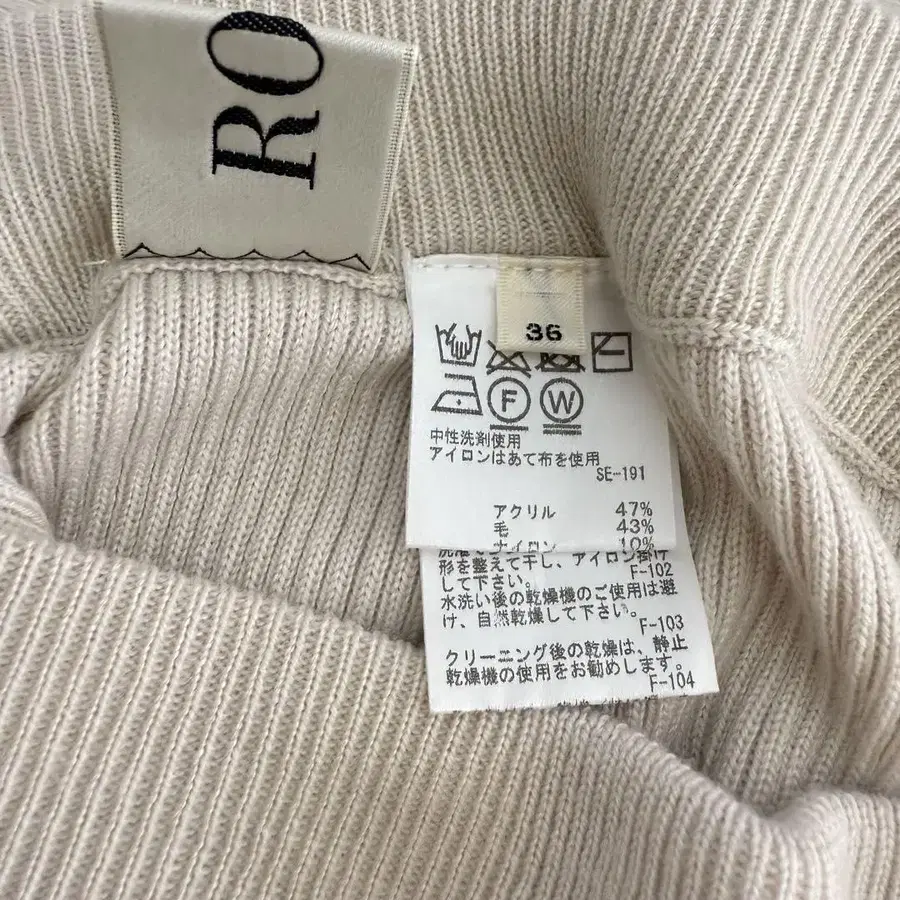 RO
36
F W
中性洗剤使用
アイロンはあて布を使用
SE-191
アクリル 47%
毛 43%
ナイロン 10%
形を整えて干し、アイロン掛け
して下さい。 F-102
水洗い後の乾燥機のご使用は避
け、自然乾燥して下さい。
F-103
クリーニング後の乾燥は、静止
乾燥機の使用をお勧めします。
F-104